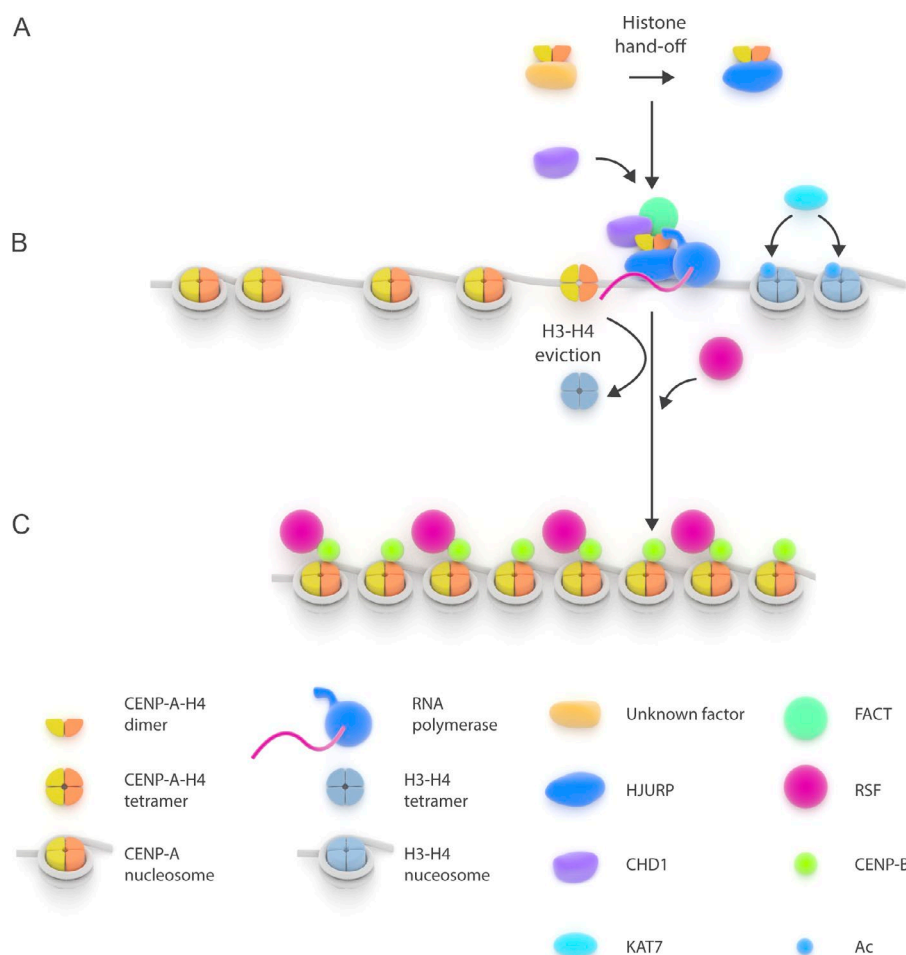 A
Histone
hand-off
B
H3-H4
eviction
C
CENP-A-H4
dimer
RNA
polymerase
Unknown factor
FACT
CENP-A-H4
tetramer
H3-H4
tetramer
HJURP
RSF
CENP-A
nucleosome
H3-H4
nuceosome
CHD1
CENP-B
KAT7
Ac